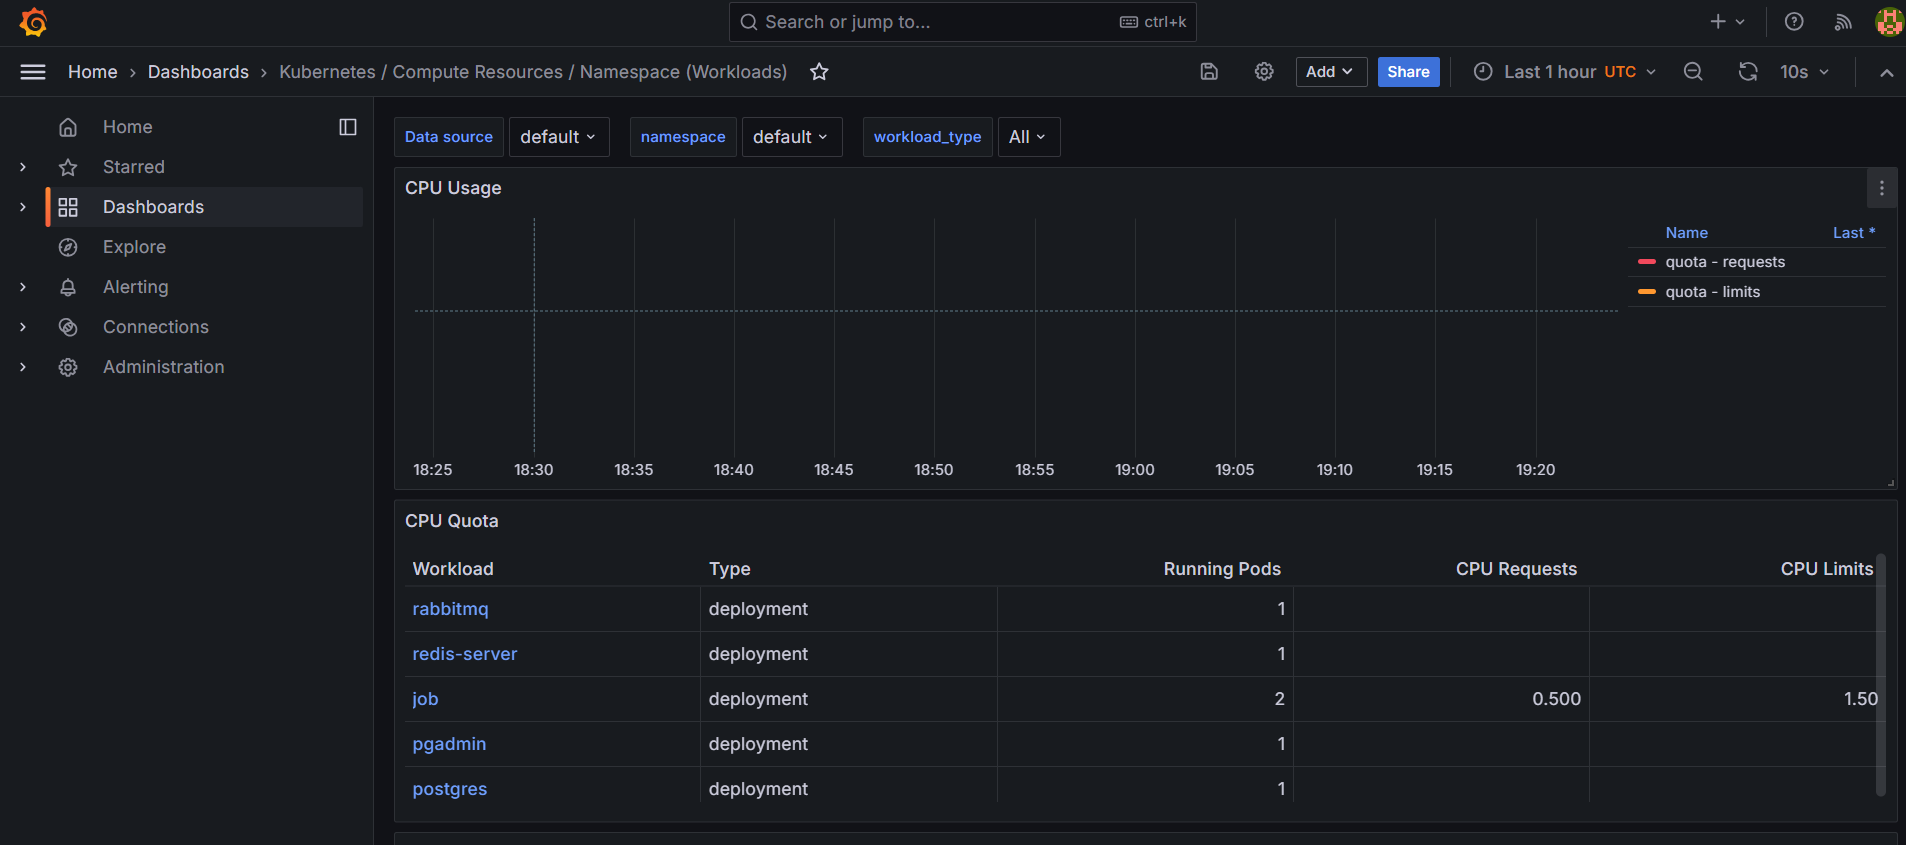 Search or jump to... ctrl+k
Home › Dashboards › Kubernetes / Compute Resources / Namespace (Workloads)
Add Share Last 1 hour UTC 10s
Home
Starred
Dashboards
Explore
Alerting
Connections
Administration
Data source default namespace default workload_type All
CPU Usage
Name Last *
quota - requests
quota - limits
18:25 18:30 18:35 18:40 18:45 18:50 18:55 19:00 19:05 19:10 19:15 19:20
CPU Quota
Workload Type Running Pods CPU Requests CPU Limits
rabbitmq deployment 1
redis-server deployment 1
job deployment 2 0.500 1.50
pgadmin deployment 1
postgres deployment 1